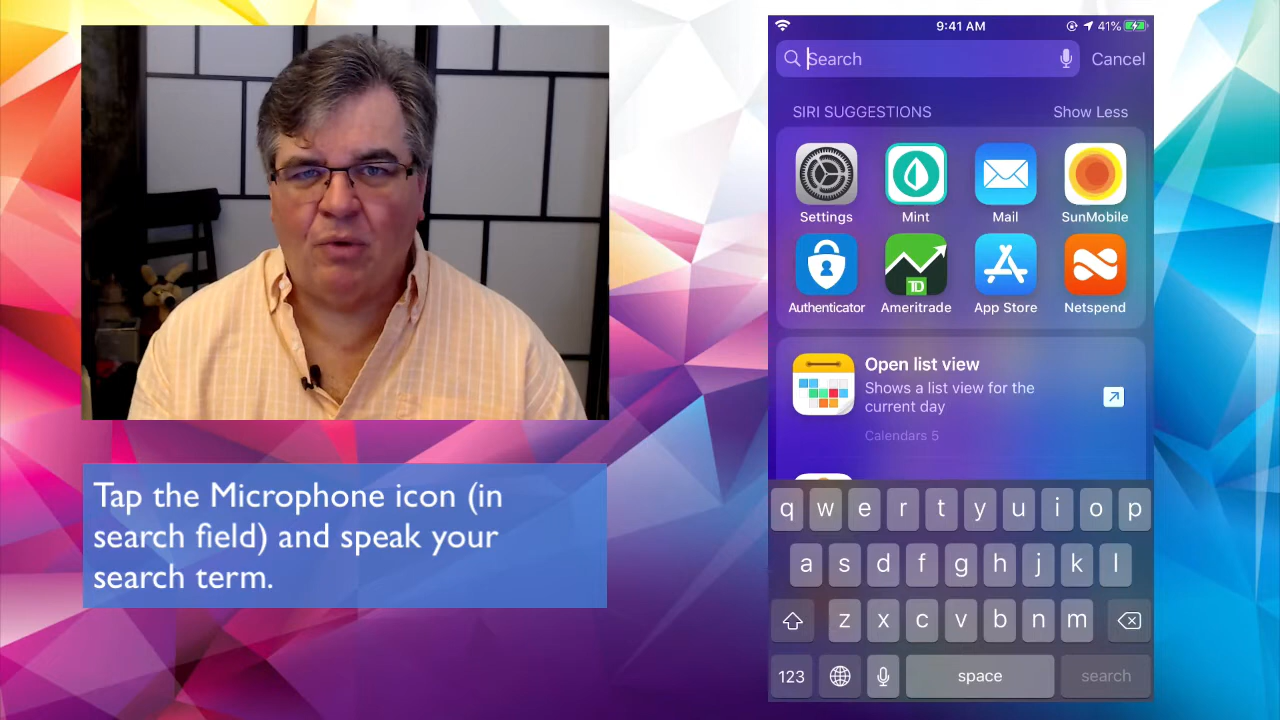 Tap the Microphone icon (in
search field) and speak your
search term.
9:41 AM
41%
Search
Cancel
SIRI SUGGESTIONS
Show Less
Settings
Mint
Mail
SunMobile
TD
Authenticator
Ameritrade
App Store
Netspend
Open list view
Shows a list view for the
current day
Calendars 5
q w e r t y u i o p
a s d f g h j k l
z x c v b n m
123
space
search